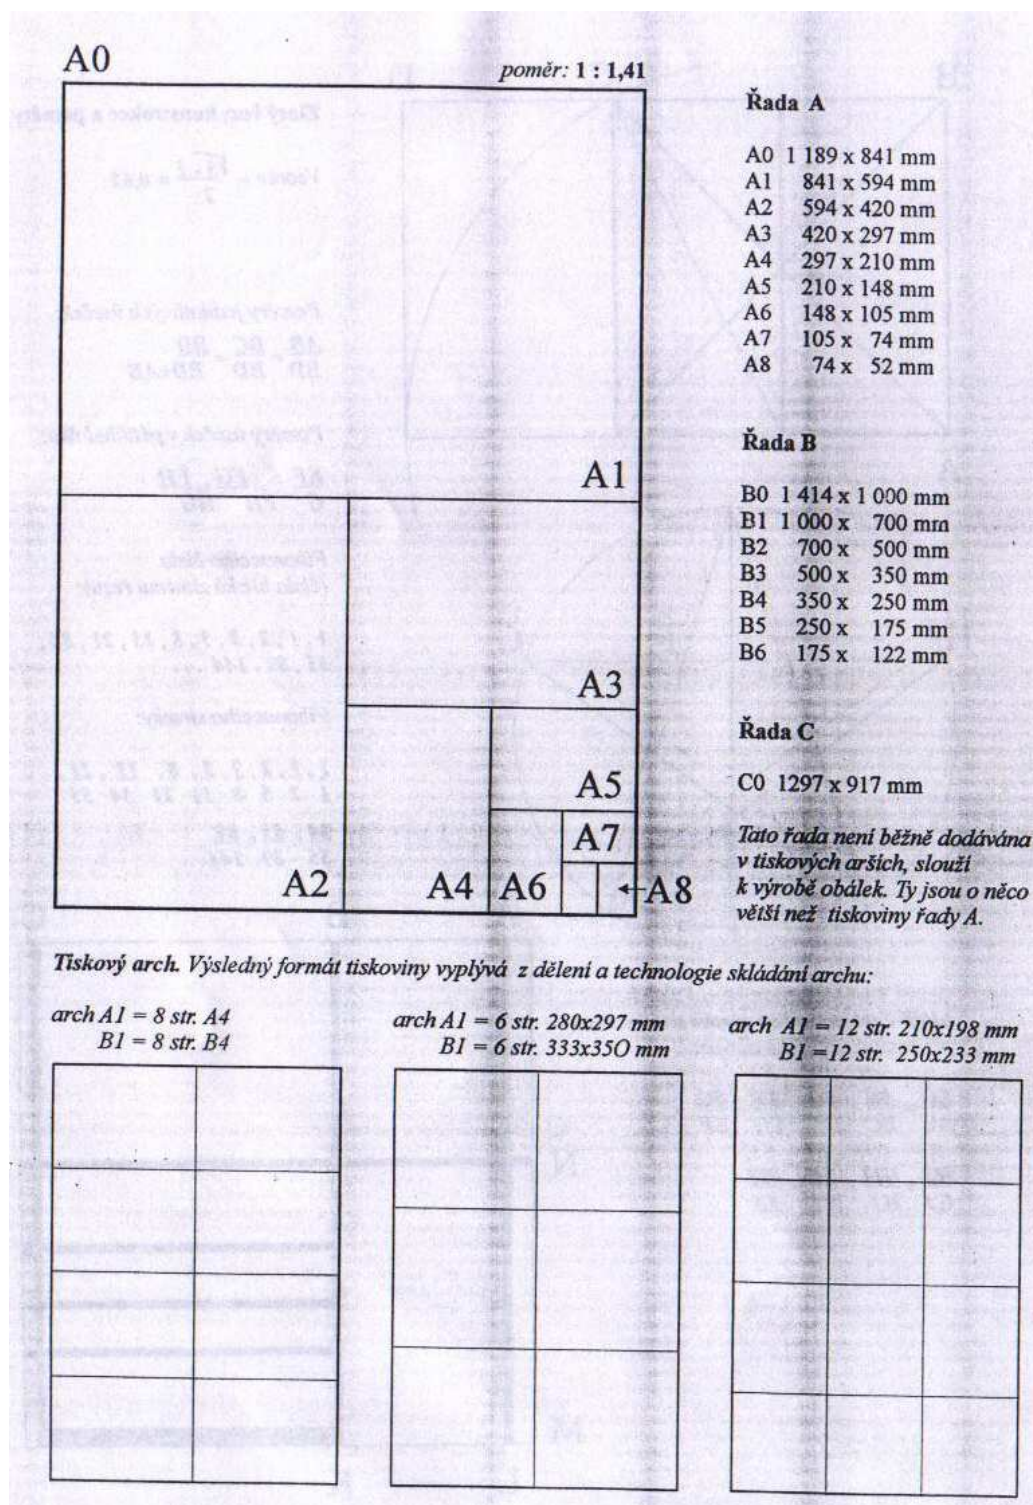 A0
poměr: 1 : 1,41
A1
A3
A5
A7
A2
A4
A6
A8
Řada A
A0 1 189 x 841 mm
A1 841 x 594 mm
A2 594 x 420 mm
A3 420 x 297 mm
A4 297 x 210 mm
A5 210 x 148 mm
A6 148 x 105 mm
A7 105 x 74 mm
A8 74 x 52 mm
Řada B
B0 1 414 x 1 000 mm
B1 1 000 x 700 mm
B2 700 x 500 mm
B3 500 x 350 mm
B4 350 x 250 mm
B5 250 x 175 mm
B6 175 x 122 mm
Řada C
C0 1297 x 917 mm
Tato řada není běžně dodávána
v tiskových arších, slouží
k výrobě obálek. Ty jsou o něco
větší než tiskoviny řady A.
Tiskový arch. Výsledný formát tiskoviny vyplývá z dělení a technologie skládání archu:
arch A1 = 8 str. A4
B1 = 8 str. B4
arch A1 = 6 str. 280x297 mm
B1 = 6 str. 333x35O mm
arch A1 = 12 str. 210x198 mm
B1 =12 str. 250x233 mm